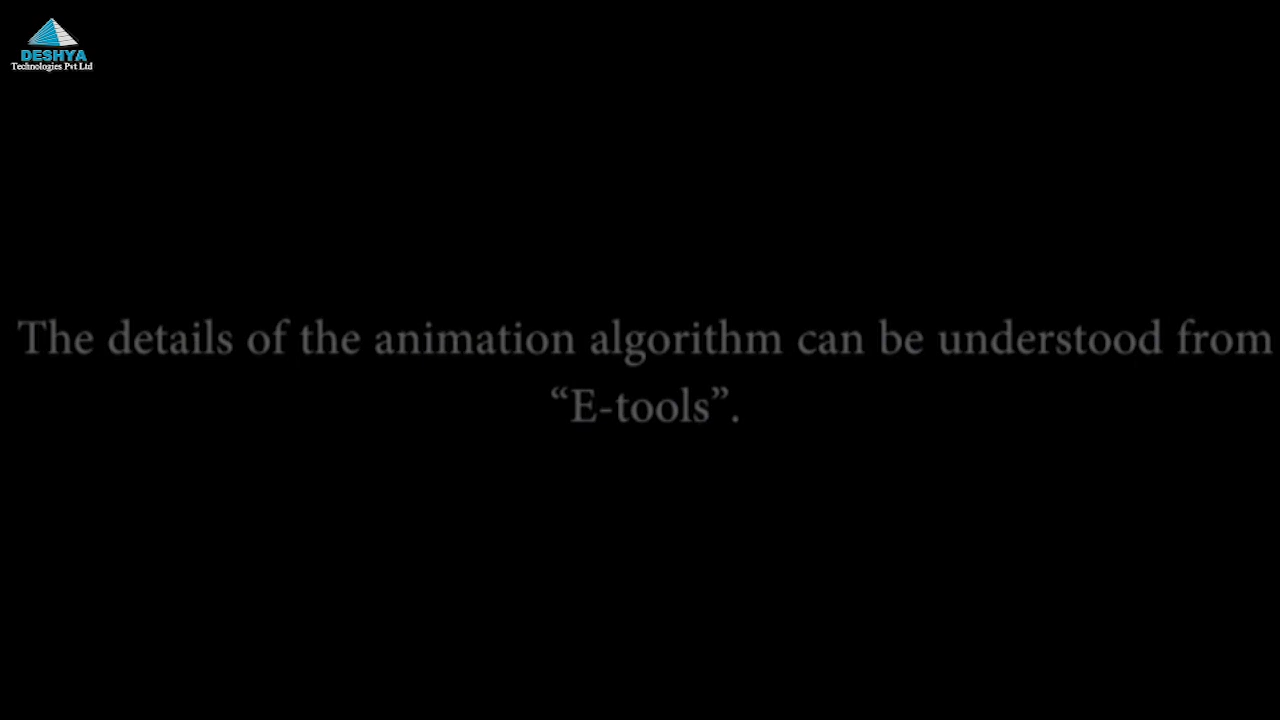 DESHYA
Technologies Pvt Ltd
The details of the animation algorithm can be understood from
“E-tools”.